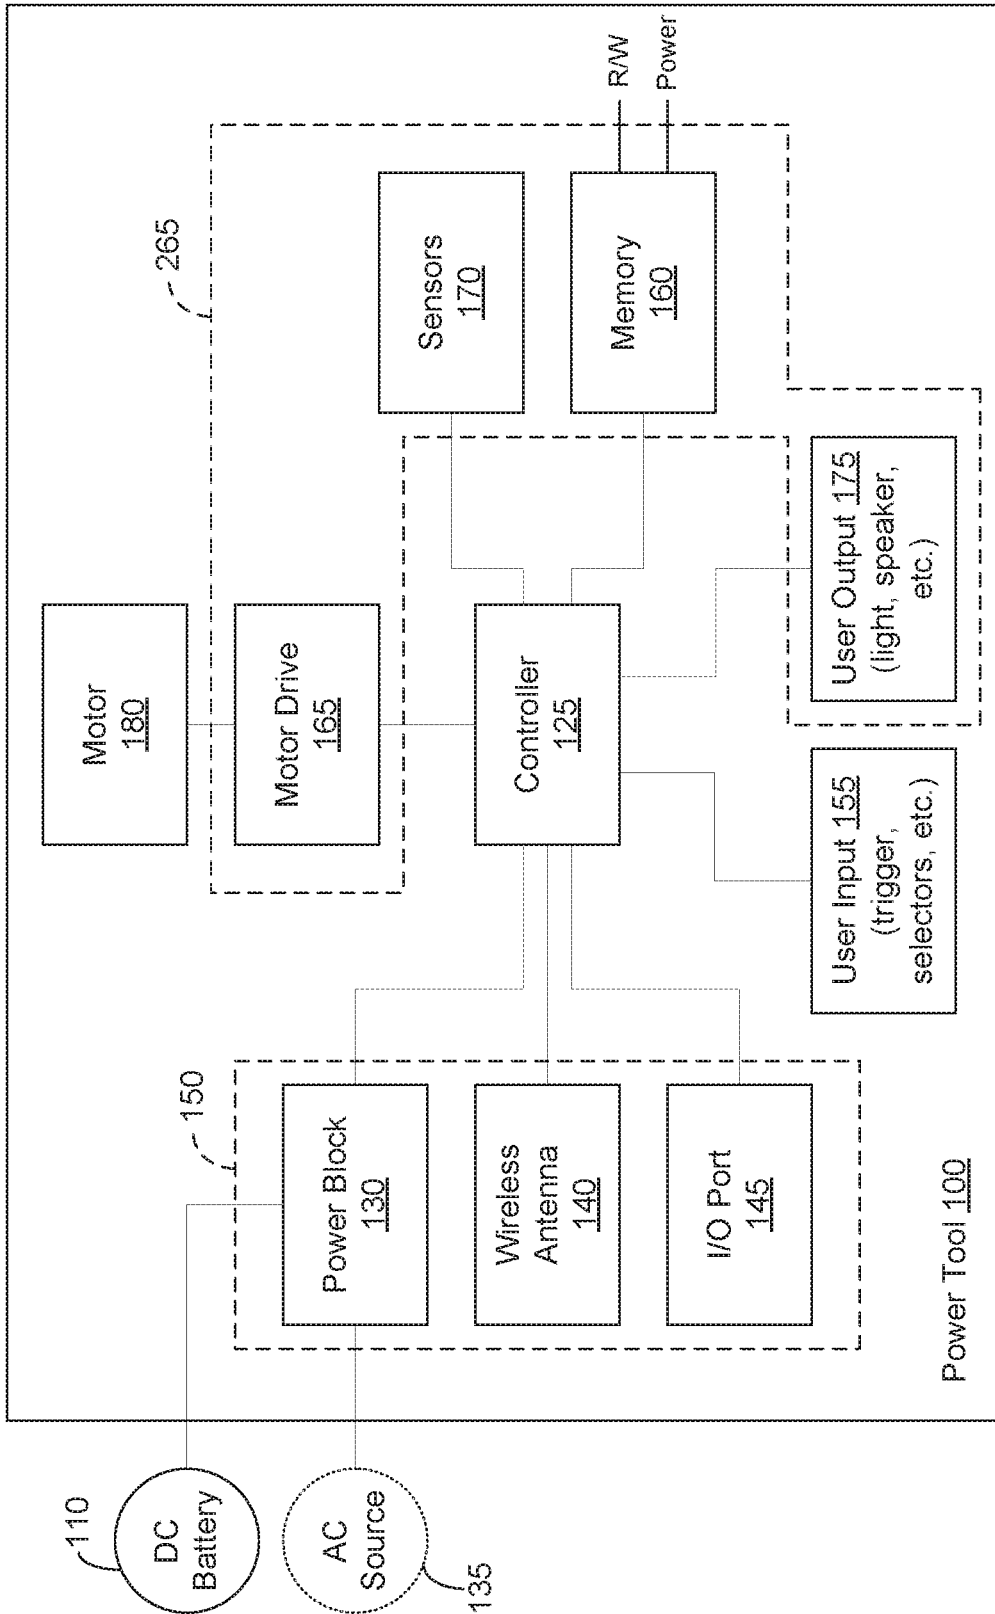 110
DC
Battery
AC
Source
135
150
Power Block
130
Wireless
Antenna
140
I/O Port
145
Power Tool 100
Motor
180
Motor Drive
165
Controller
125
User Input 155
(trigger,
selectors, etc.)
User Output 175
(light, speaker,
etc.)
265
Sensors
170
Memory
160
R/W
Power